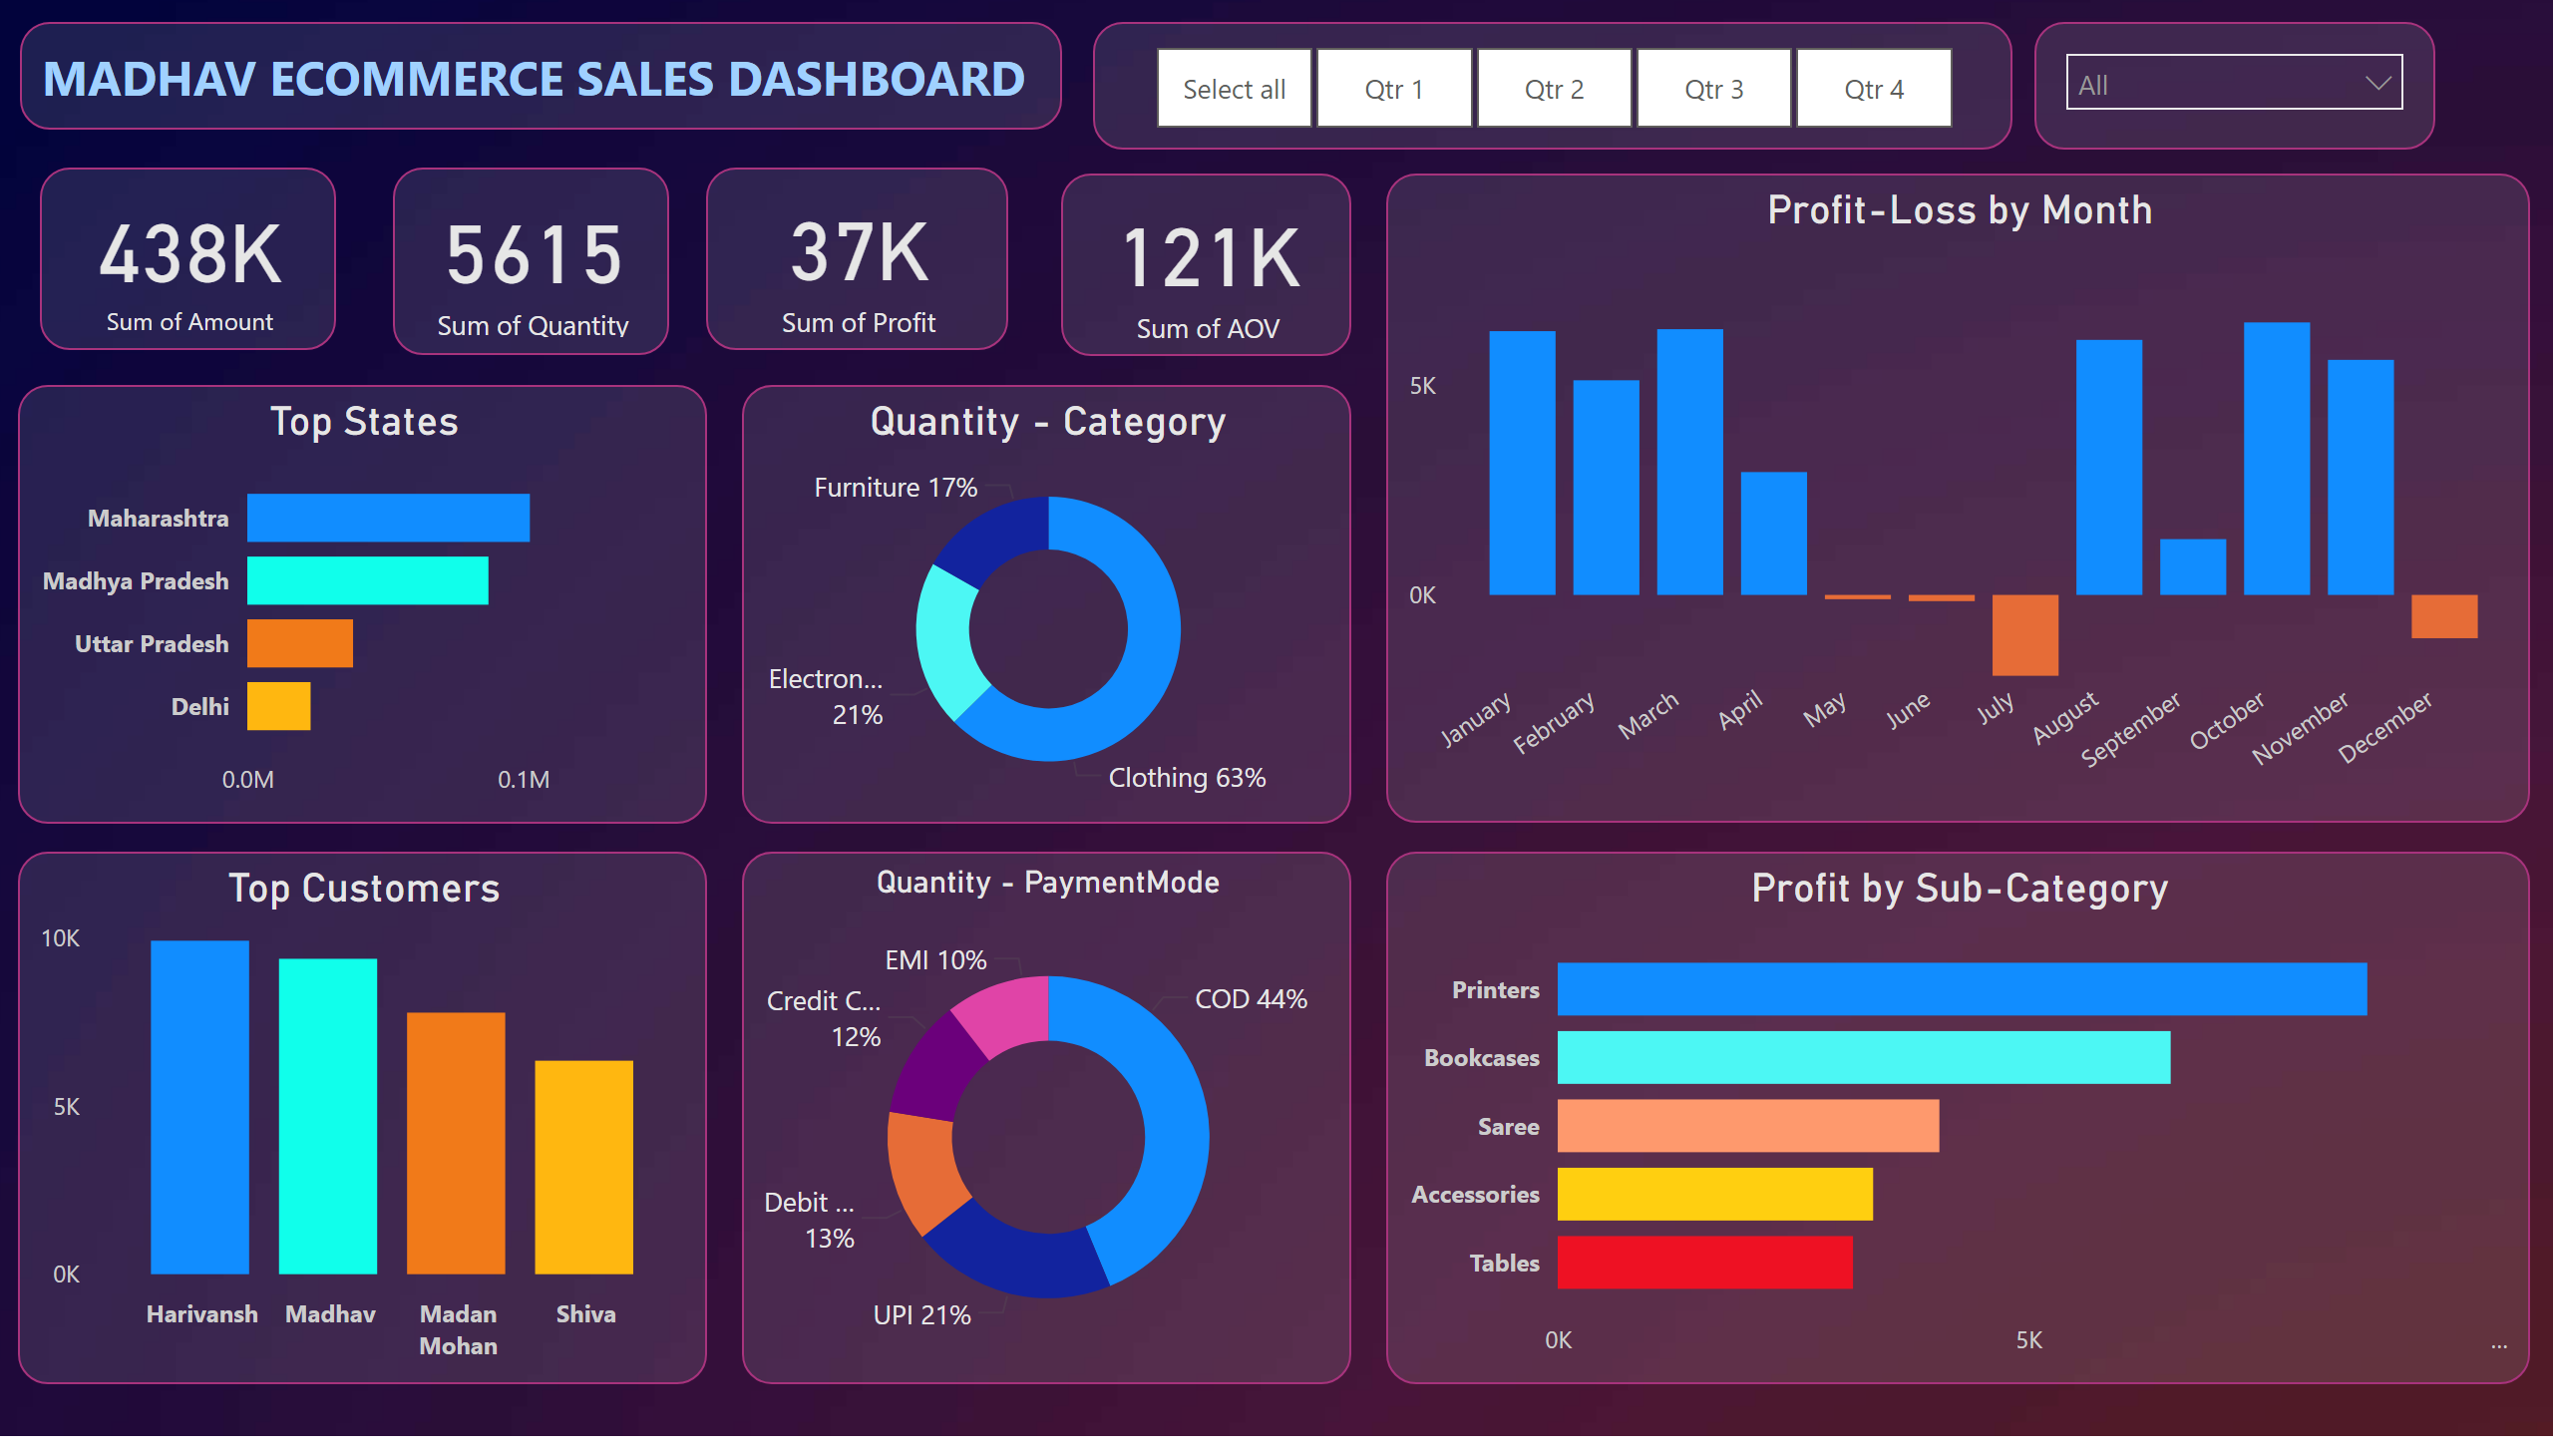 MADHAV ECOMMERCE SALES DASHBOARD
Select all
Qtr 1
Qtr 2
Qtr 3
Qtr 4
All
438K
Sum of Amount
5615
Sum of Quantity
37K
Sum of Profit
121K
Sum of AOV
Profit-Loss by Month
5K
0K
January
February
March
April
May
June
July
August
September
October
November
December
Top States
Maharashtra
Madhya Pradesh
Uttar Pradesh
Delhi
0.0M
0.1M
Quantity - Category
Furniture 17%
Electron...
21%
Clothing 63%
Top Customers
10K
5K
0K
Harivansh
Madhav
Madan
Mohan
Shiva
Quantity - PaymentMode
EMI 10%
Credit C...
12%
COD 44%
Debit ...
13%
UPI 21%
Profit by Sub-Category
Printers
Bookcases
Saree
Accessories
Tables
0K
5K
...